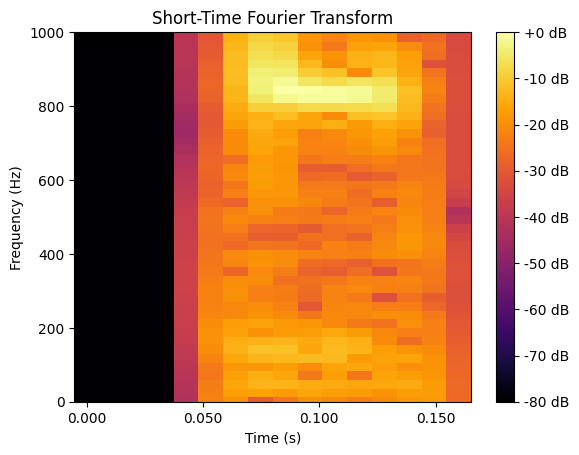 Short-Time Fourier Transform
1000
800
600
400
200
0
Frequency (Hz)
0.000
0.050
0.100
0.150
Time (s)
+0 dB
-10 dB
-20 dB
-30 dB
-40 dB
-50 dB
-60 dB
-70 dB
-80 dB